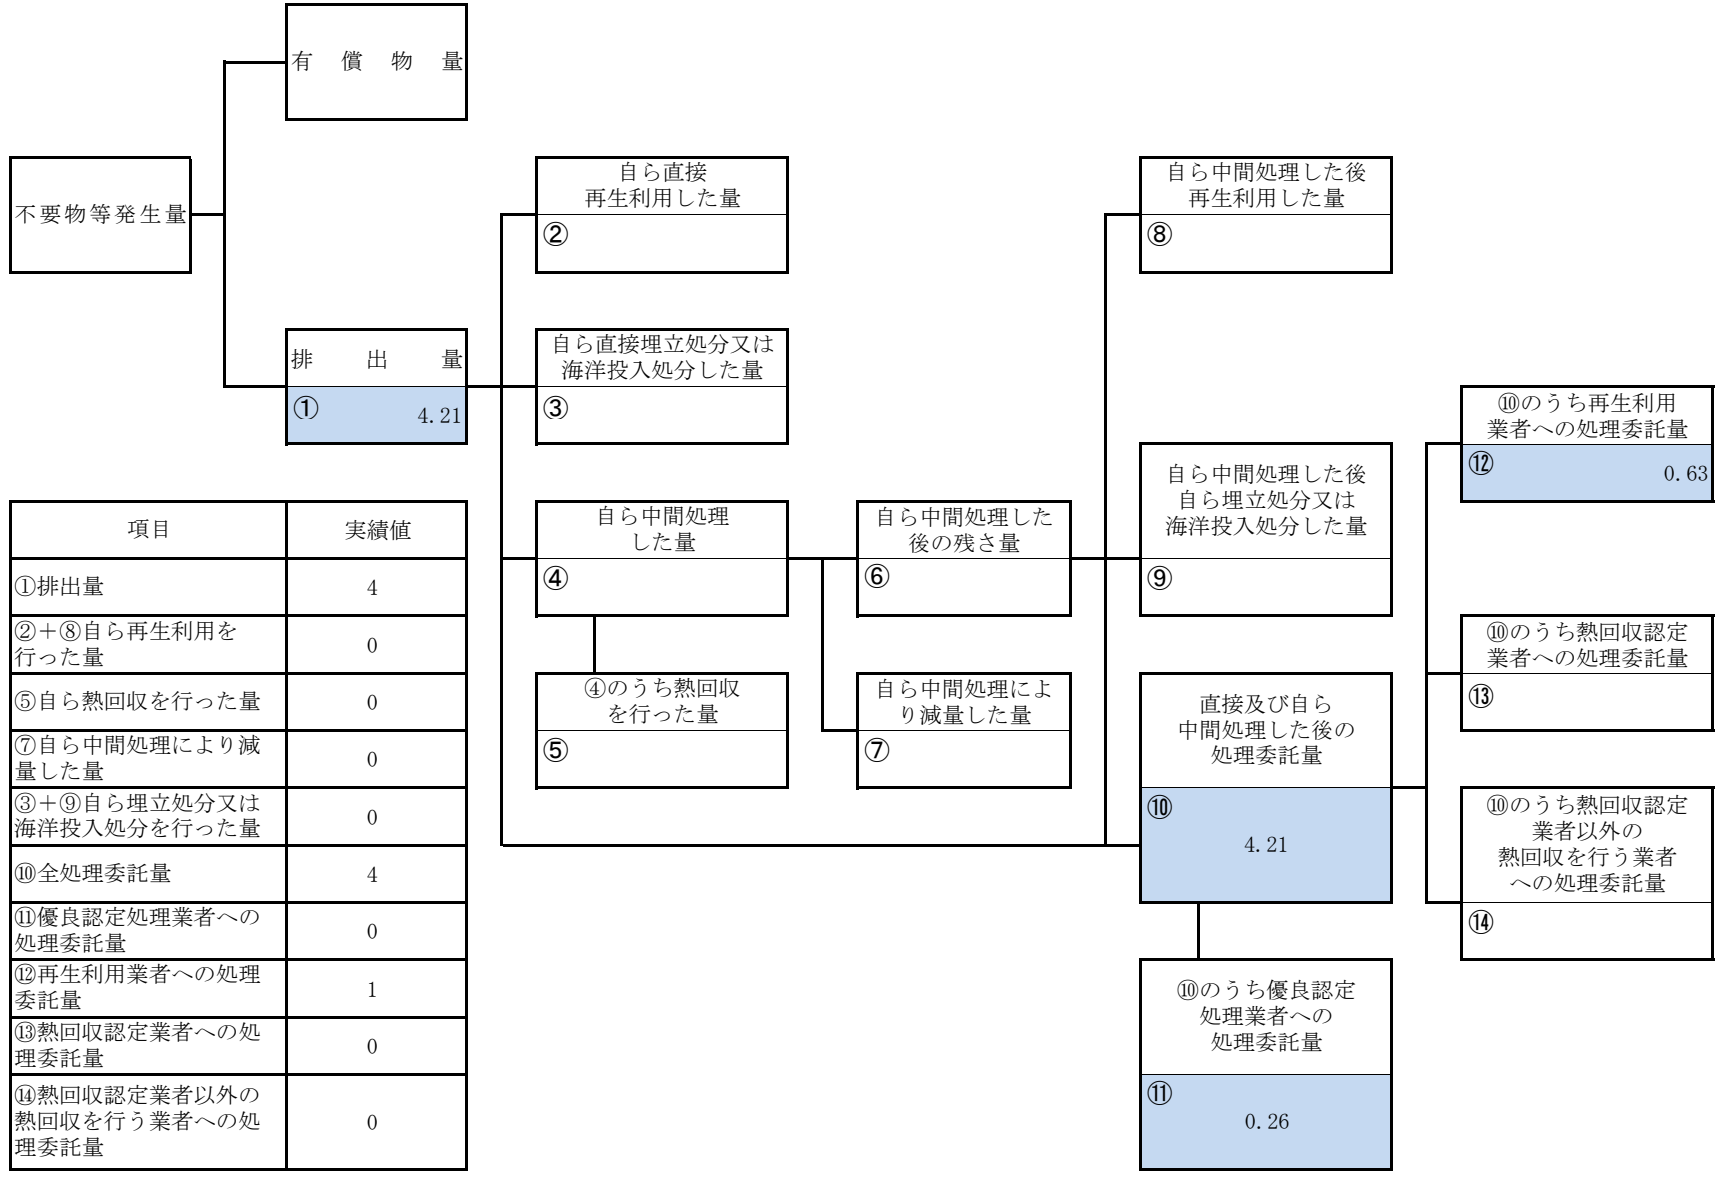 有償物量
不要物等発生量
排出量
①
4.21
自ら直接
再生利用した量
②
自ら直接埋立処分又は
海洋投入処分した量
③
自ら中間処理
した量
④
④のうち熱回収
を行った量
⑤
自ら中間処理した
後の残さ量
⑥
自ら中間処理によ
り減量した量
⑦
自ら中間処理した後
再生利用した量
⑧
自ら中間処理した後
自ら埋立処分又は
海洋投入処分した量
⑨
直接及び自ら
中間処理した後の
処理委託量
⑩
4.21
⑩のうち優良認定
処理業者への
処理委託量
⑪
0.26
⑩のうち再生利用
業者への処理委託量
⑫
0.63
⑩のうち熱回収認定
業者への処理委託量
⑬
⑩のうち熱回収認定
業者以外の
熱回収を行う業者
への処理委託量
⑭
項目 実績値
①排出量 4
②＋⑧自ら再生利用を
行った量 0
⑤自ら熱回収を行った量 0
⑦自ら中間処理により減
量した量 0
③＋⑨自ら埋立処分又は
海洋投入処分を行った量 0
⑩全処理委託量 4
⑪優良認定処理業者への
処理委託量 0
⑫再生利用業者への処理
委託量 1
⑬熱回収認定業者への処
理委託量 0
⑭熱回収認定業者以外の
熱回収を行う業者への処
理委託量 0